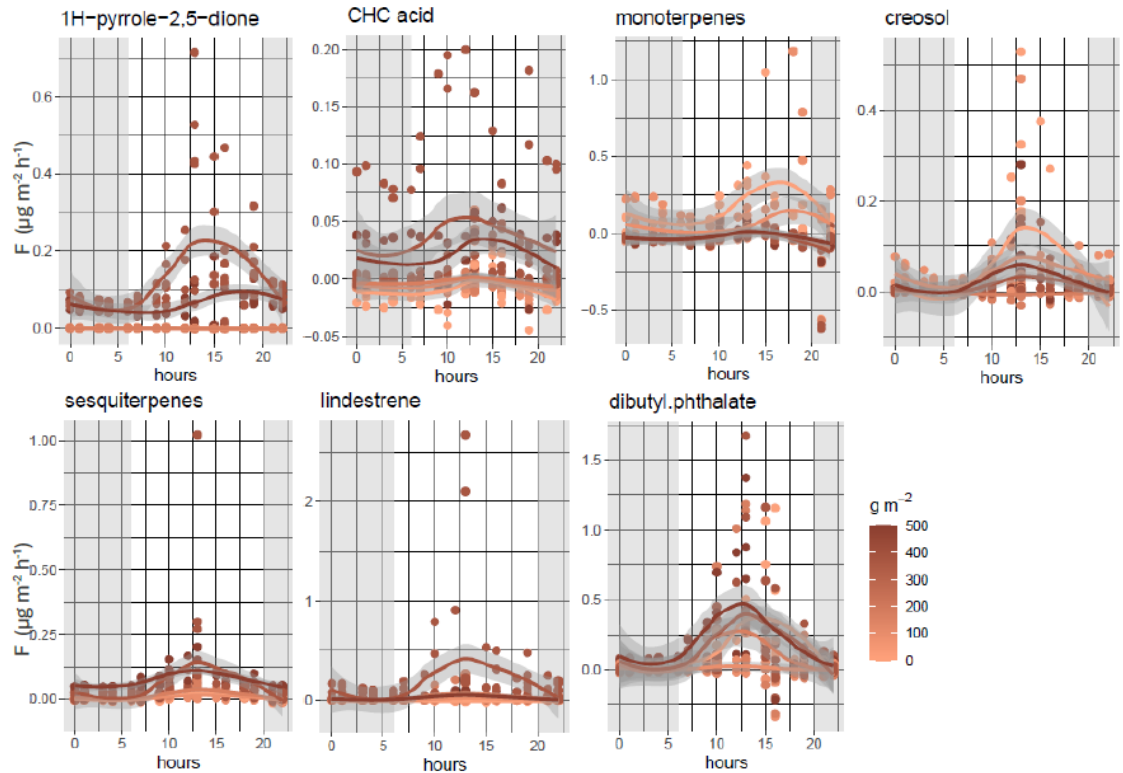 1H-pyrrole-2,5-dione
CHC acid
monoterpenes
creosol
F (µg m⁻² h⁻¹)
0.6
0.4
0.2
0.0
0 5 10 15 20
hours
0.20
0.15
0.10
0.05
0.00
−0.05
0 5 10 15 20
hours
1.0
0.5
0.0
−0.5
0 5 10 15 20
hours
0.4
0.2
0.0
0 5 10 15 20
hours
sesquiterpenes
lindestrene
dibutyl.phthalate
F (µg m⁻² h⁻¹)
1.00
0.75
0.50
0.25
0.00
0 5 10 15 20
hours
2
1
0
0 5 10 15 20
hours
1.5
1.0
0.5
0.0
0 5 10 15 20
hours
g m⁻²
500
400
300
200
100
0